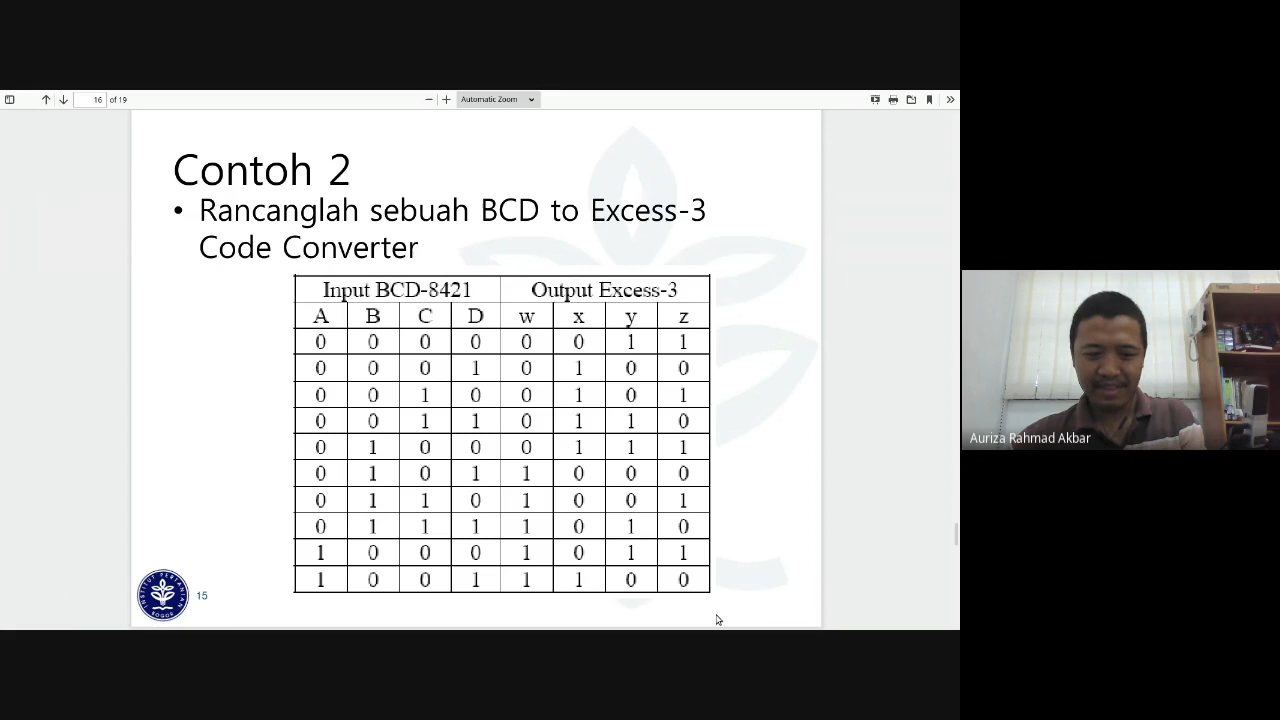 16 of 19
Automatic Zoom
Contoh 2
• Rancanglah sebuah BCD to Excess-3
Code Converter
Input BCD-8421 Output Excess-3
A B C D w x y z
0 0 0 0 0 0 1 1
0 0 0 1 0 1 0 0
0 0 1 0 0 1 0 1
0 0 1 1 0 1 1 0
0 1 0 0 0 1 1 1
0 1 0 1 1 0 0 0
0 1 1 0 1 0 0 1
0 1 1 1 1 0 1 0
1 0 0 0 1 0 1 1
1 0 0 1 1 1 0 0
INSTITUT PERTANIAN
BOGOR
15
Auriza Rahmad Akbar